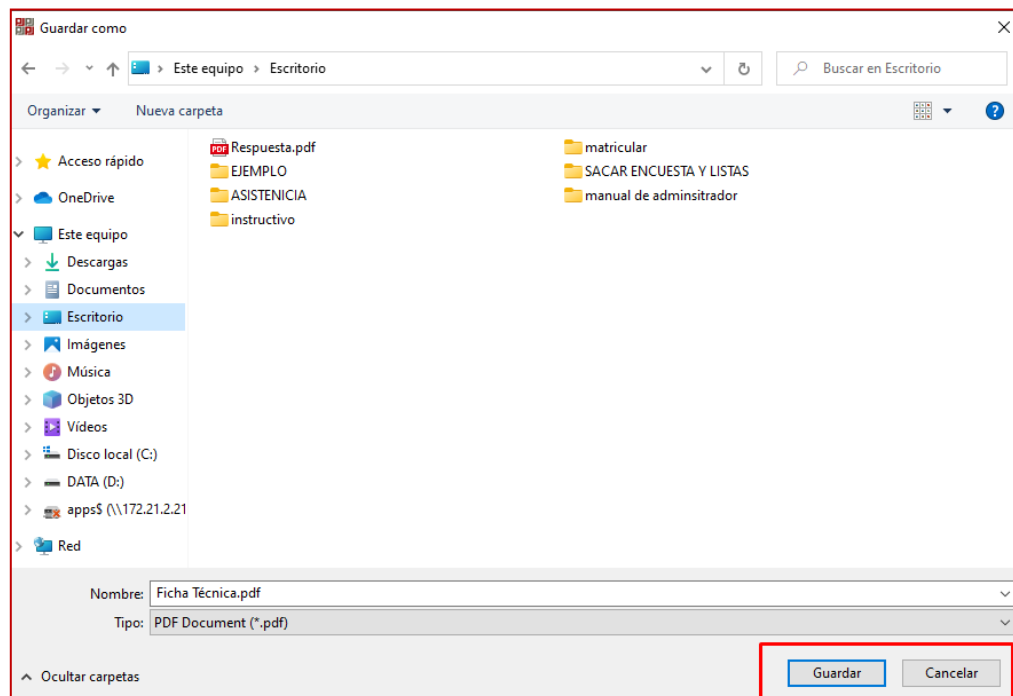 Guardar como
Este equipo > Escritorio
Buscar en Escritorio
Organizar
Nueva carpeta
Acceso rápido
OneDrive
Este equipo
Descargas
Documentos
Escritorio
Imágenes
Música
Objetos 3D
Vídeos
Disco local (C:)
DATA (D:)
apps$ (\\172.21.2.21
Red
PDF Respuesta.pdf
EJEMPLO
ASISTENICIA
instructivo
matricular
SACAR ENCUESTA Y LISTAS
manual de adminsitrador
Nombre: Ficha Técnica.pdf
Tipo: PDF Document (*.pdf)
Ocultar carpetas
Guardar
Cancelar